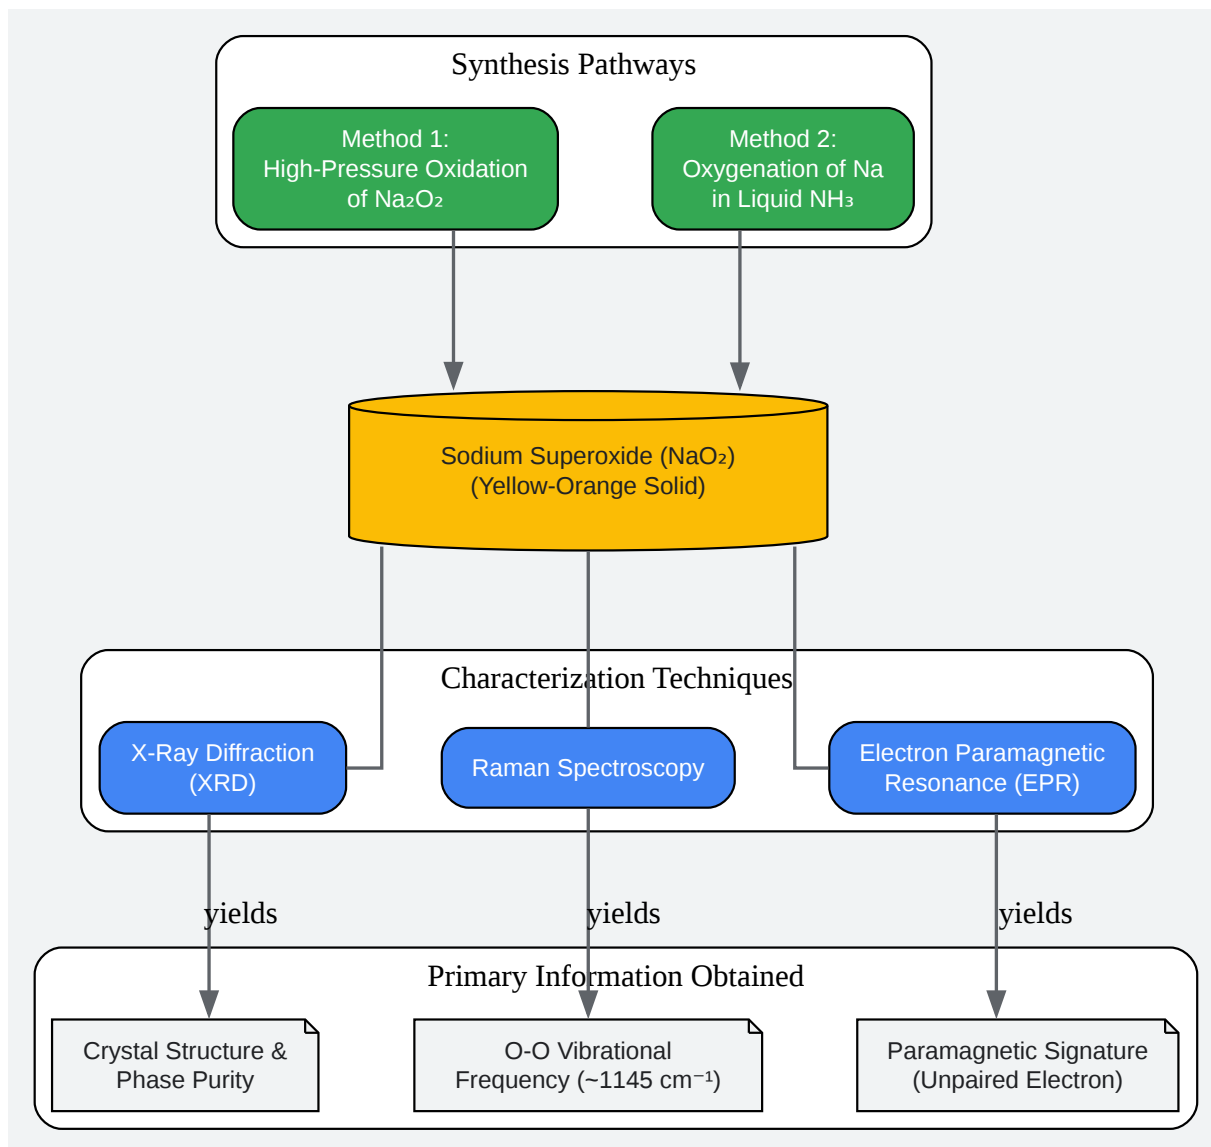 Synthesis Pathways
Method 1:
High-Pressure Oxidation
of Na₂O₂
Method 2:
Oxygenation of Na
in Liquid NH₃
Sodium Superoxide (NaO₂)
(Yellow-Orange Solid)
Characterization Techniques
X-Ray Diffraction
(XRD)
Raman Spectroscopy
Electron Paramagnetic
Resonance (EPR)
yields
yields
yields
Primary Information Obtained
Crystal Structure &
Phase Purity
O-O Vibrational
Frequency (~1145 cm⁻¹)
Paramagnetic Signature
(Unpaired Electron)